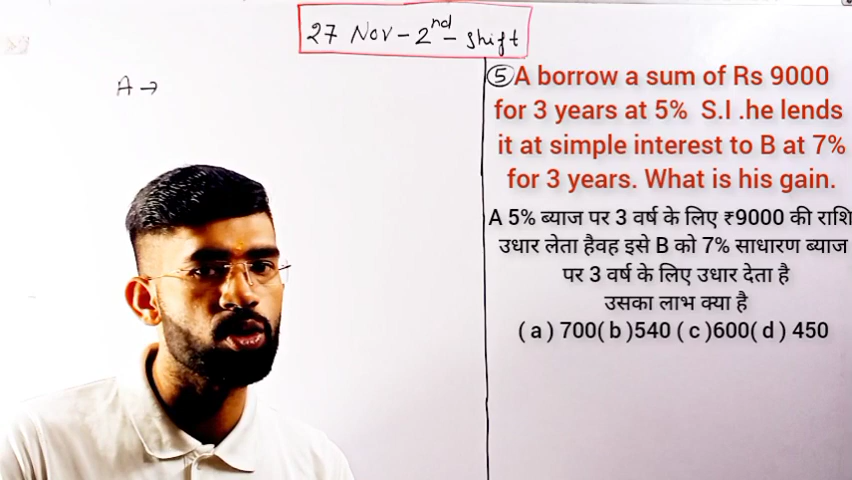 27 Nov - 2nd - shift
A →
⑤ A borrow a sum of Rs 9000
for 3 years at 5% S.I .he lends
it at simple interest to B at 7%
for 3 years. What is his gain.
A 5% ब्याज पर 3 वर्ष के लिए ₹9000 की राशि
उधार लेता हैवह इसे B को 7% साधारण ब्याज
पर 3 वर्ष के लिए उधार देता है
उसका लाभ क्या है
( a ) 700( b )540 ( c )600( d ) 450